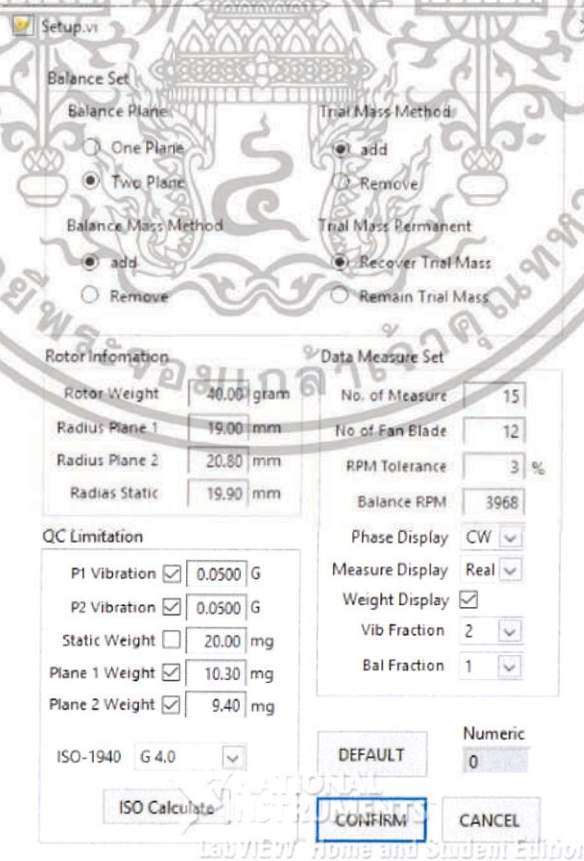 Setup.vi
Balance Set
Balance Plane
One Plane
Two Plane
Trial Mass Method
add
Remove
Balance Mass Method
add
Remove
Trial Mass Permanent
Recover Trial Mass
Remain Trial Mass
Rotor Infomation
Rotor Weight 40.00 gram
Radius Plane 1 19.00 mm
Radius Plane 2 20.80 mm
Radias Static 19.90 mm
Data Measure Set
No. of Measure 15
No of Fan Blade 12
RPM Tolerance 3 %
Balance RPM 3968
Phase Display CW
Measure Display Real
Weight Display
Vib Fraction 2
Bal Fraction 1
QC Limitation
P1 Vibration 0.0500 G
P2 Vibration 0.0500 G
Static Weight 20.00 mg
Plane 1 Weight 10.30 mg
Plane 2 Weight 9.40 mg
ISO-1940 G 4.0
ISO Calculate
DEFAULT
Numeric
0
CONFIRM
CANCEL
NATIONAL
INSTRUMENTS
LabVIEW Home and Student Edition